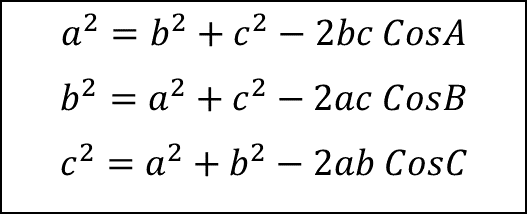 a² = b² + c² − 2bc CosA
b² = a² + c² − 2ac CosB
c² = a² + b² − 2ab CosC